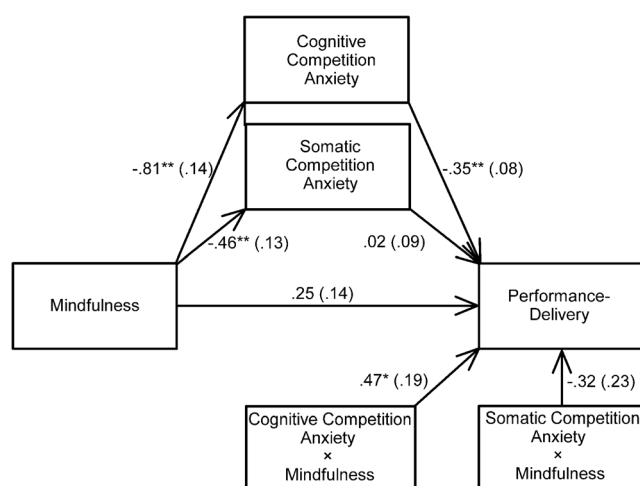 Cognitive
Competition
Anxiety
Somatic
Competition
Anxiety
-.81** (.14)
-.35** (.08)
-.46** (.13)
.02 (.09)
Mindfulness
.25 (.14)
Performance-
Delivery
.47* (.19)
-.32 (.23)
Cognitive Competition
Anxiety
×
Mindfulness
Somatic Competition
Anxiety
×
Mindfulness